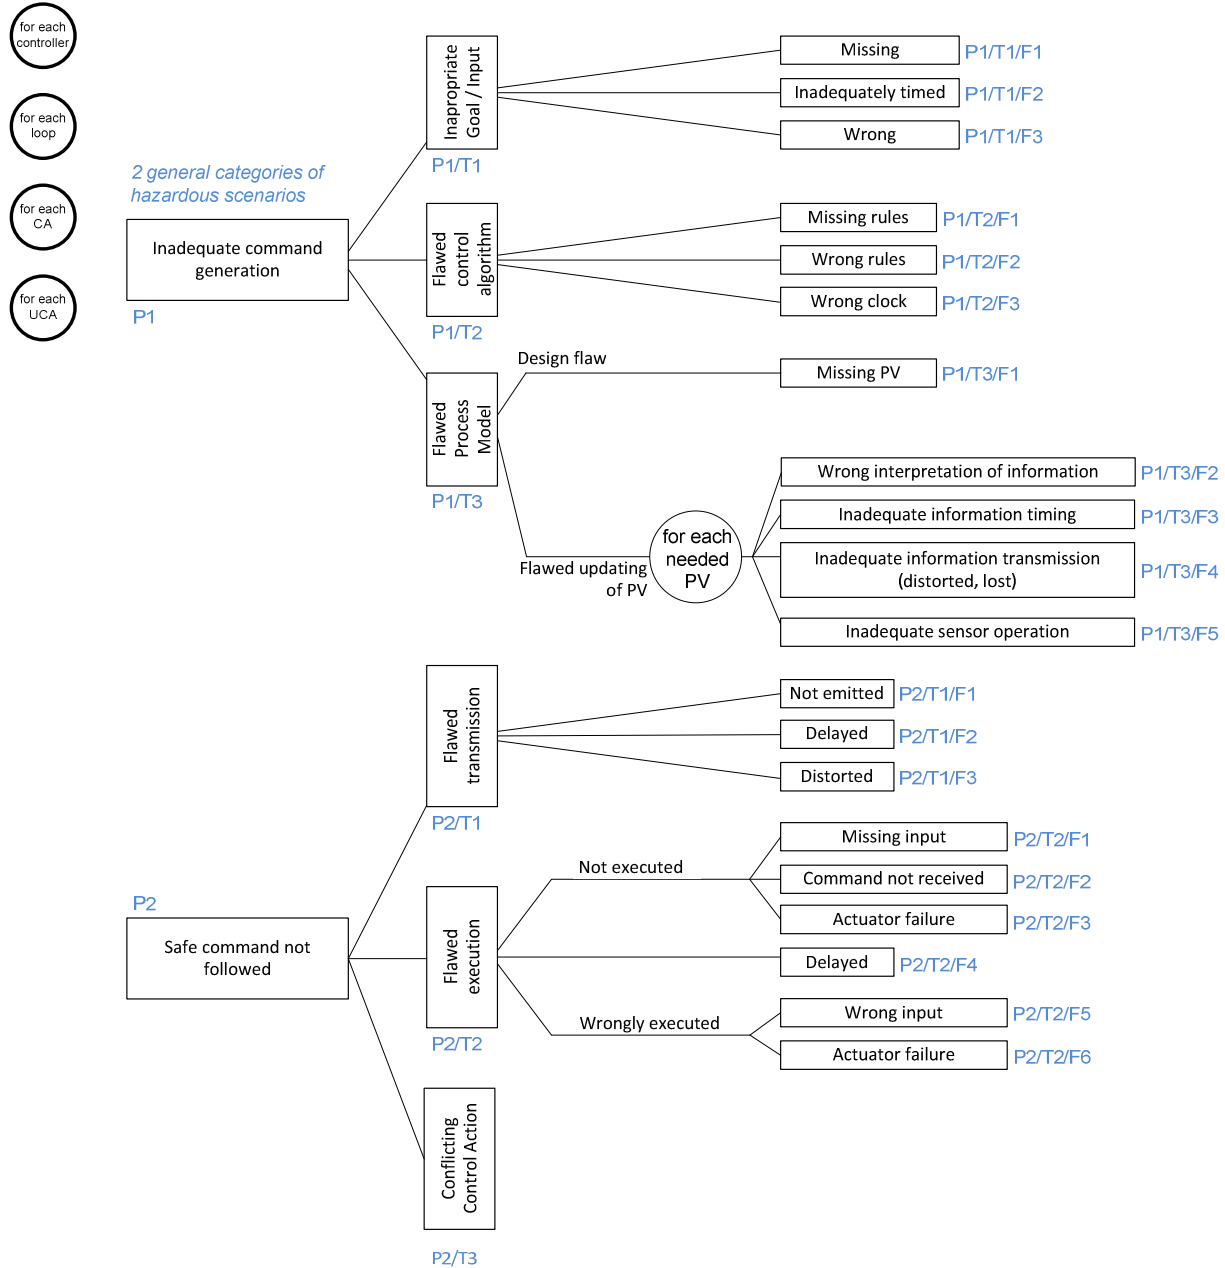 for each
controller
for each
loop
for each
CA
for each
UCA
2 general categories of
hazardous scenarios
Inadequate command
generation
P1
Inapropriate
Goal / Input
P1/T1
Missing
P1/T1/F1
Inadequately timed
P1/T1/F2
Wrong
P1/T1/F3
Flawed
control
algorithm
P1/T2
Missing rules
P1/T2/F1
Wrong rules
P1/T2/F2
Wrong clock
P1/T2/F3
Flawed
Process
Model
P1/T3
Design flaw
Missing PV
P1/T3/F1
Flawed updating
of PV
for each
needed
PV
Wrong interpretation of information
P1/T3/F2
Inadequate information timing
P1/T3/F3
Inadequate information transmission
(distorted, lost)
P1/T3/F4
Inadequate sensor operation
P1/T3/F5
P2
Safe command not
followed
Flawed
transmission
P2/T1
Not emitted
P2/T1/F1
Delayed
P2/T1/F2
Distorted
P2/T1/F3
Flawed
execution
P2/T2
Not executed
Missing input
P2/T2/F1
Command not received
P2/T2/F2
Actuator failure
P2/T2/F3
Delayed
P2/T2/F4
Wrongly executed
Wrong input
P2/T2/F5
Actuator failure
P2/T2/F6
Conflicting
Control Action
P2/T3